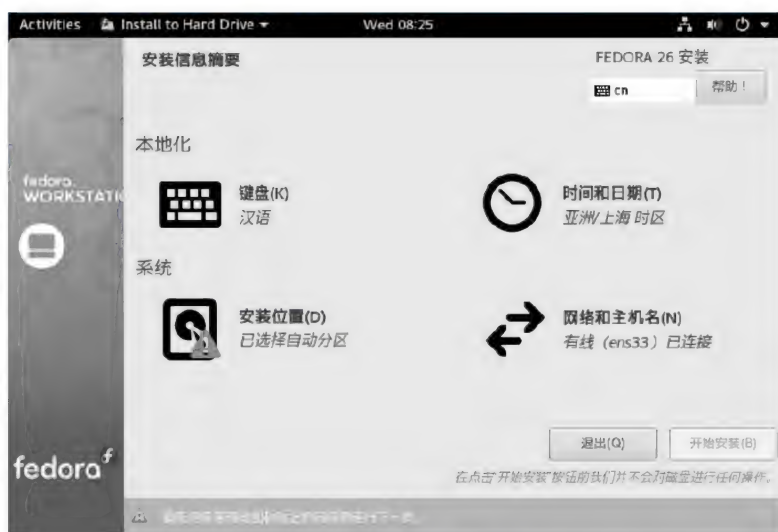 Activities Install to Hard Drive Wed 08:25
安装信息摘要 FEDORA 26 安装
cn 帮助！
本地化
fedora
WORKSTATI
键盘(K) 时间和日期(T)
汉语 亚洲/上海 时区
系统
安装位置(D) 网络和主机名(N)
已选择自动分区 有线（ens33）已连接
退出(Q) 开始安装(B)
fedora
在点击"开始安装"按钮前我们并不会对磁盘进行任何操作。